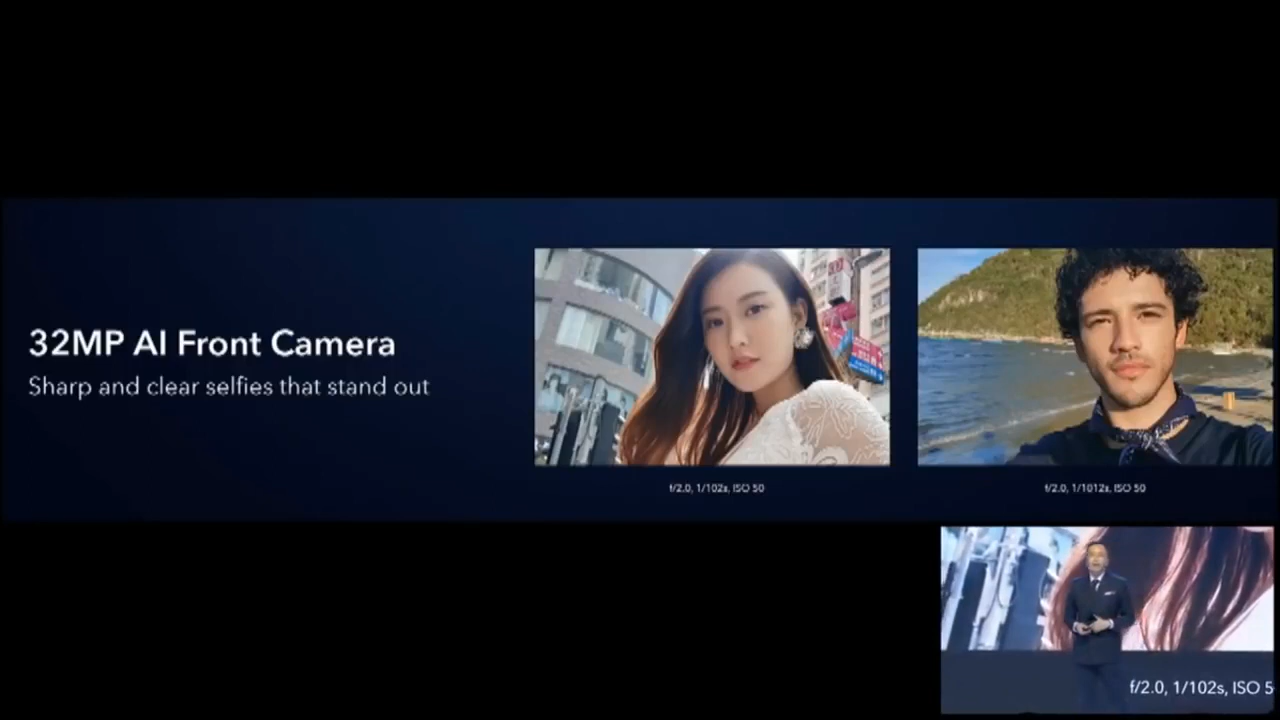 32MP AI Front Camera
Sharp and clear selfies that stand out
f/2.0, 1/102s, ISO 50
f/2.0, 1/1012s, ISO 50
f/2.0, 1/102s, ISO 5